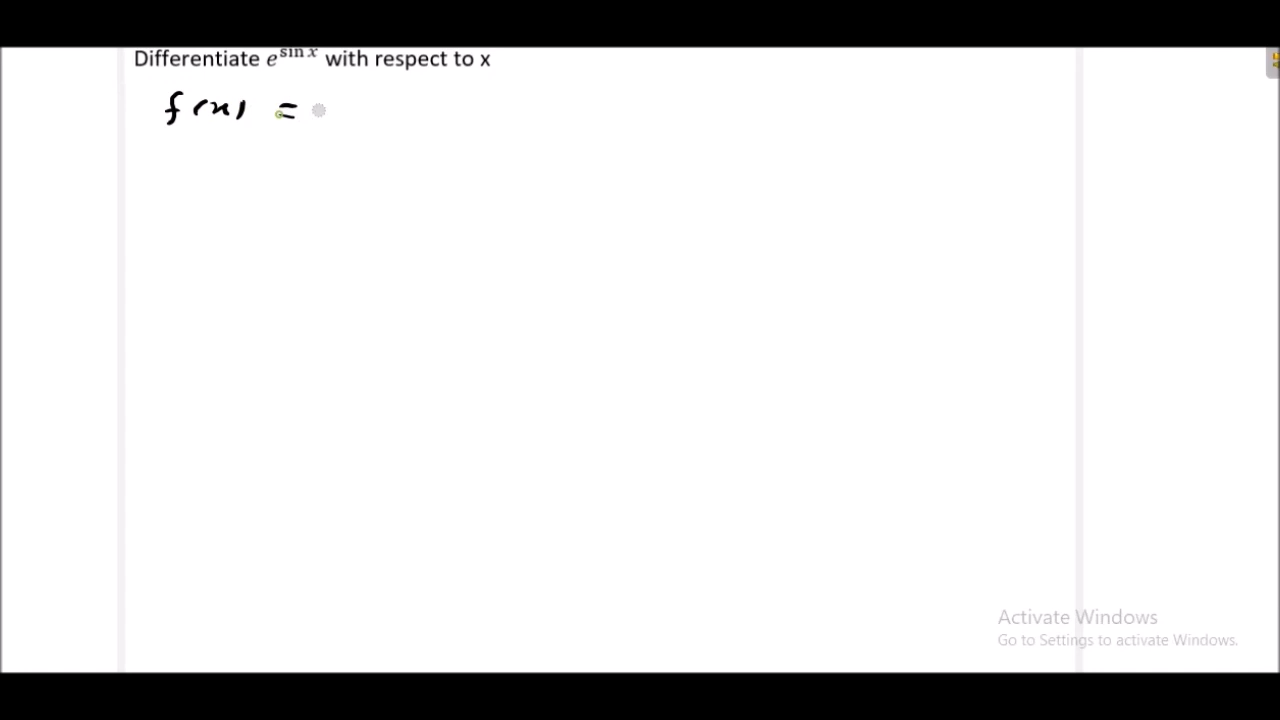 Differentiate e^{sin x} with respect to x
f(x) =
Activate Windows
Go to Settings to activate Windows.